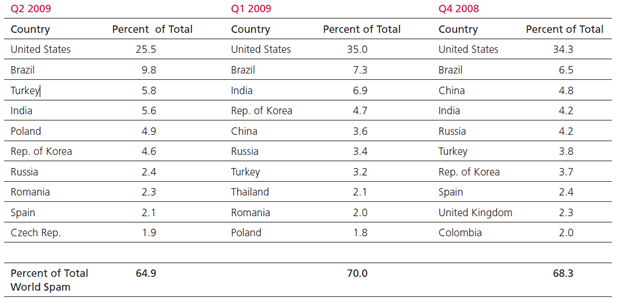 Q2 2009 Q1 2009 Q4 2008
Country Percent of Total Country Percent of Total Country Percent of Total
United States 25.5 United States 35.0 United States 34.3
Brazil 9.8 Brazil 7.3 Brazil 6.5
Turkey 5.8 India 6.9 China 4.8
India 5.6 Rep. of Korea 4.7 India 4.2
Poland 4.9 China 3.6 Russia 4.2
Rep. of Korea 4.6 Russia 3.4 Turkey 3.8
Russia 2.4 Turkey 3.2 Rep. of Korea 3.7
Romania 2.3 Thailand 2.1 Spain 2.4
Spain 2.1 Romania 2.0 United Kingdom 2.3
Czech Rep. 1.9 Poland 1.8 Colombia 2.0
Percent of Total 64.9 70.0 68.3
World Spam